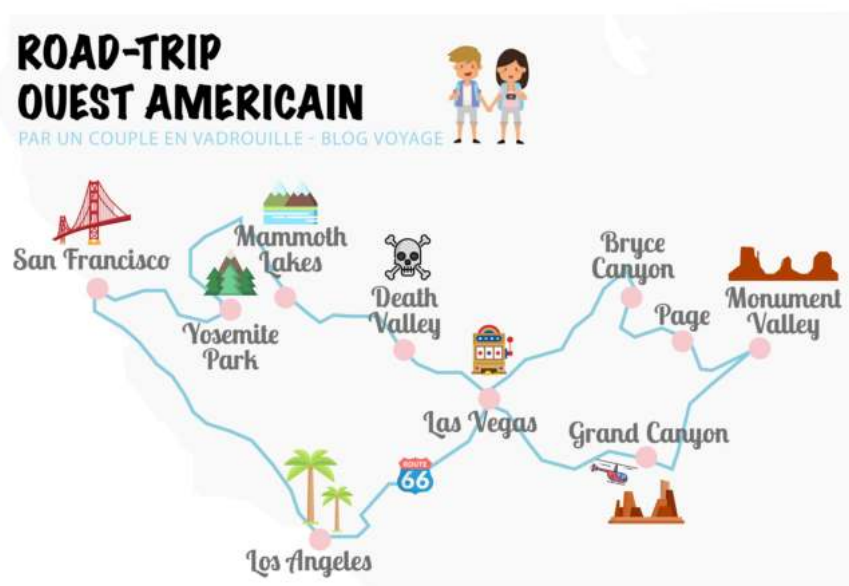 ROAD-TRIP
OUEST AMERICAIN
PAR UN COUPLE EN VADROUILLE - BLOG VOYAGE
San Francisco
Mammoth
Lakes
Yosemite
Park
Death
Valley
Bryce
Canyon
Page
Monument
Valley
Las Vegas
Grand Canyon
ROUTE
66
Los Angeles